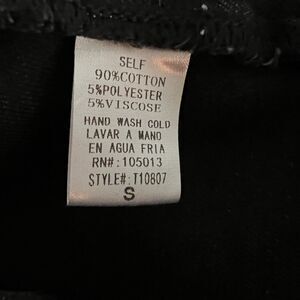 SELF
90%COTTON
5%POLYESTER
5%VISCOSE
HAND WASH COLD
LAVAR A MANO
EN AGUA FRIA
RN#:105013
STYLE#:T10807
S